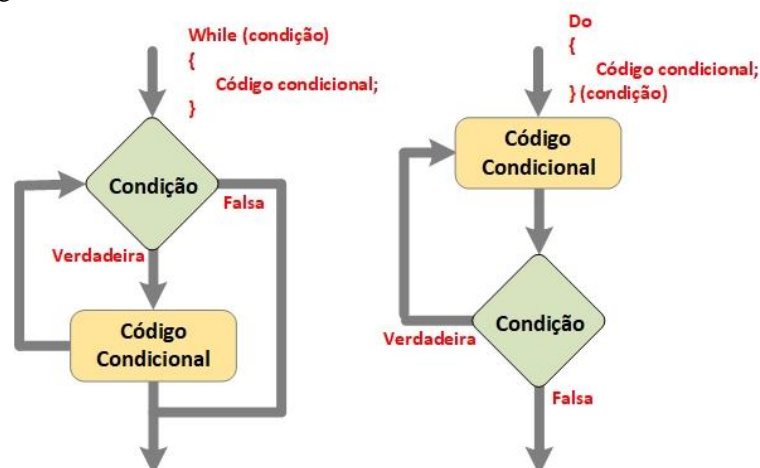 While (condição)
{
Código condicional;
}
Condição
Falsa
Verdadeira
Código
Condicional
Do
{
Código condicional;
} (condição)
Código
Condicional
Condição
Verdadeira
Falsa